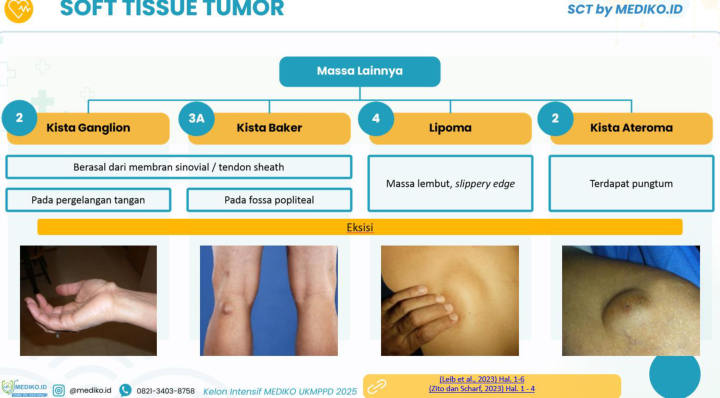 SOFT TISSUE TUMOR
SCT by MEDIKO.ID
Massa Lainnya
2
Kista Ganglion
3A
Kista Baker
4
Lipoma
2
Kista Ateroma
Berasal dari membran sinovial / tendon sheath
Pada pergelangan tangan
Pada fossa popliteal
Massa lembut, slippery edge
Terdapat pungtum
Eksisi
MEDIKO.ID
@mediko.id
0821-3403-8758
Kelon Intensif MEDIKO UKMPPD 2025
(Leib et al., 2023) Hal. 1-6
(Zito dan Scharf, 2023) Hal. 1 - 4